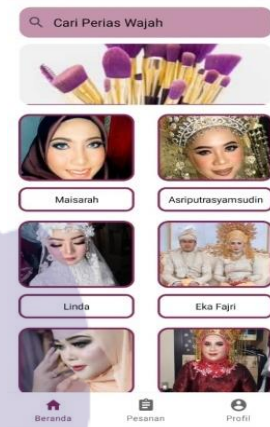 Cari Perias Wajah
Maisarah
Asriputrasyamsudin
Linda
Eka Fajri
Beranda
Pesanan
Profil